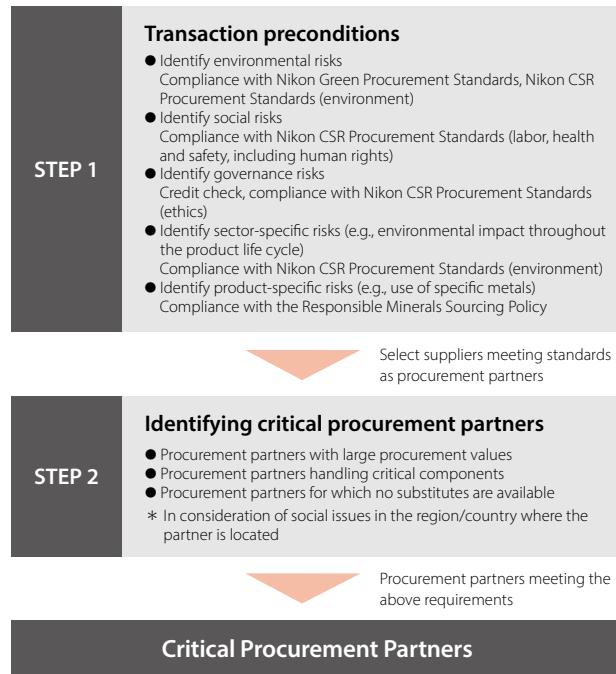 STEP 1
Transaction preconditions
● Identify environmental risks
Compliance with Nikon Green Procurement Standards, Nikon CSR
Procurement Standards (environment)
● Identify social risks
Compliance with Nikon CSR Procurement Standards (labor, health
and safety, including human rights)
● Identify governance risks
Credit check, compliance with Nikon CSR Procurement Standards
(ethics)
● Identify sector-specific risks (e.g., environmental impact throughout
the product life cycle)
Compliance with Nikon CSR Procurement Standards (environment)
● Identify product-specific risks (e.g., use of specific metals)
Compliance with the Responsible Minerals Sourcing Policy
Select suppliers meeting standards
as procurement partners
STEP 2
Identifying critical procurement partners
● Procurement partners with large procurement values
● Procurement partners handling critical components
● Procurement partners for which no substitutes are available
* In consideration of social issues in the region/country where the
partner is located
Procurement partners meeting the
above requirements
Critical Procurement Partners